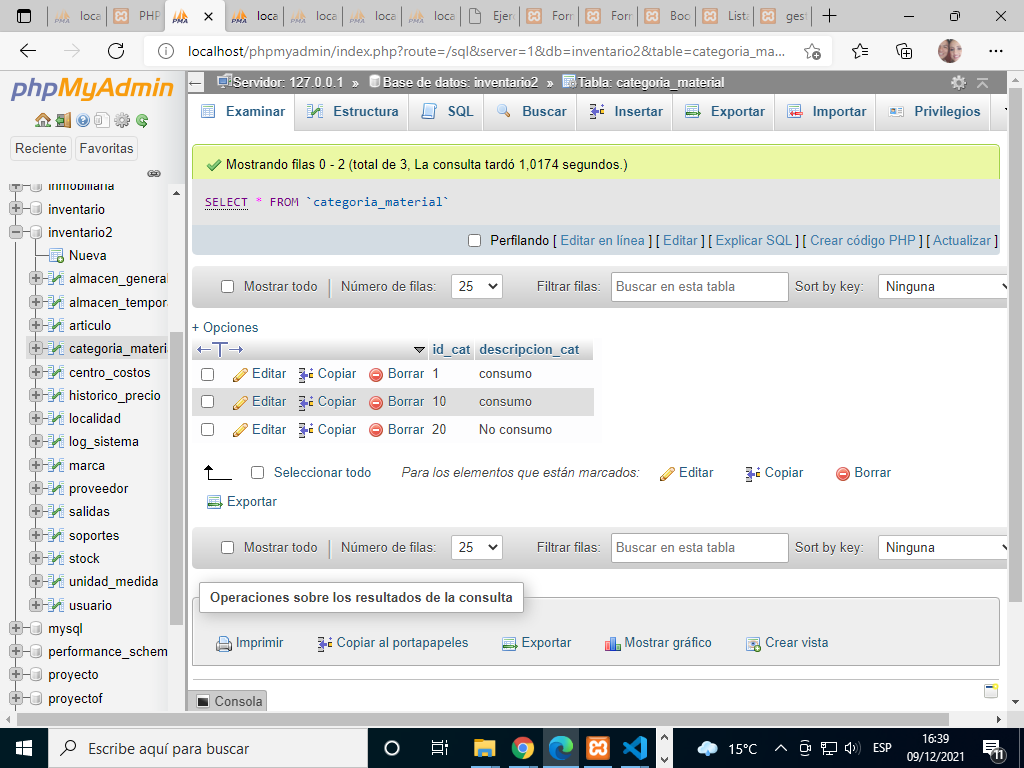 loca
PHP
loca
loca
loca
loca
Ejer
Forr
Forr
Boc
Lista
gest
localhost/phpmyadmin/index.php?route=/sql&server=1&db=inventario2&table=categoria_ma...
phpMyAdmin
Reciente
Favoritas
inmobiliaria
inventario
inventario2
Nueva
almacen_general
almacen_tempora
articulo
categoria_materi
centro_costos
historico_precio
localidad
log_sistema
marca
proveedor
salidas
soportes
stock
unidad_medida
usuario
mysql
performance_schem
proyecto
proyectof
Servidor: 127.0.0.1 » Base de datos: inventario2 » Tabla: categoria_material
Examinar Estructura SQL Buscar Insertar Exportar Importar Privilegios
Mostrando filas 0 - 2 (total de 3, La consulta tardó 1,0174 segundos.)
SELECT * FROM `categoria_material`
Perfilando [ Editar en línea ] [ Editar ] [ Explicar SQL ] [ Crear código PHP ] [ Actualizar ]
Mostrar todo Número de filas: 25 Filtrar filas: Buscar en esta tabla Sort by key: Ninguna
+ Opciones
←T→ id_cat descripcion_cat
Editar Copiar Borrar 1 consumo
Editar Copiar Borrar 10 consumo
Editar Copiar Borrar 20 No consumo
Seleccionar todo Para los elementos que están marcados: Editar Copiar Borrar
Exportar
Mostrar todo Número de filas: 25 Filtrar filas: Buscar en esta tabla Sort by key: Ninguna
Operaciones sobre los resultados de la consulta
Imprimir Copiar al portapapeles Exportar Mostrar gráfico Crear vista
Consola
Escribe aquí para buscar
15°C
ESP
16:39
09/12/2021
11